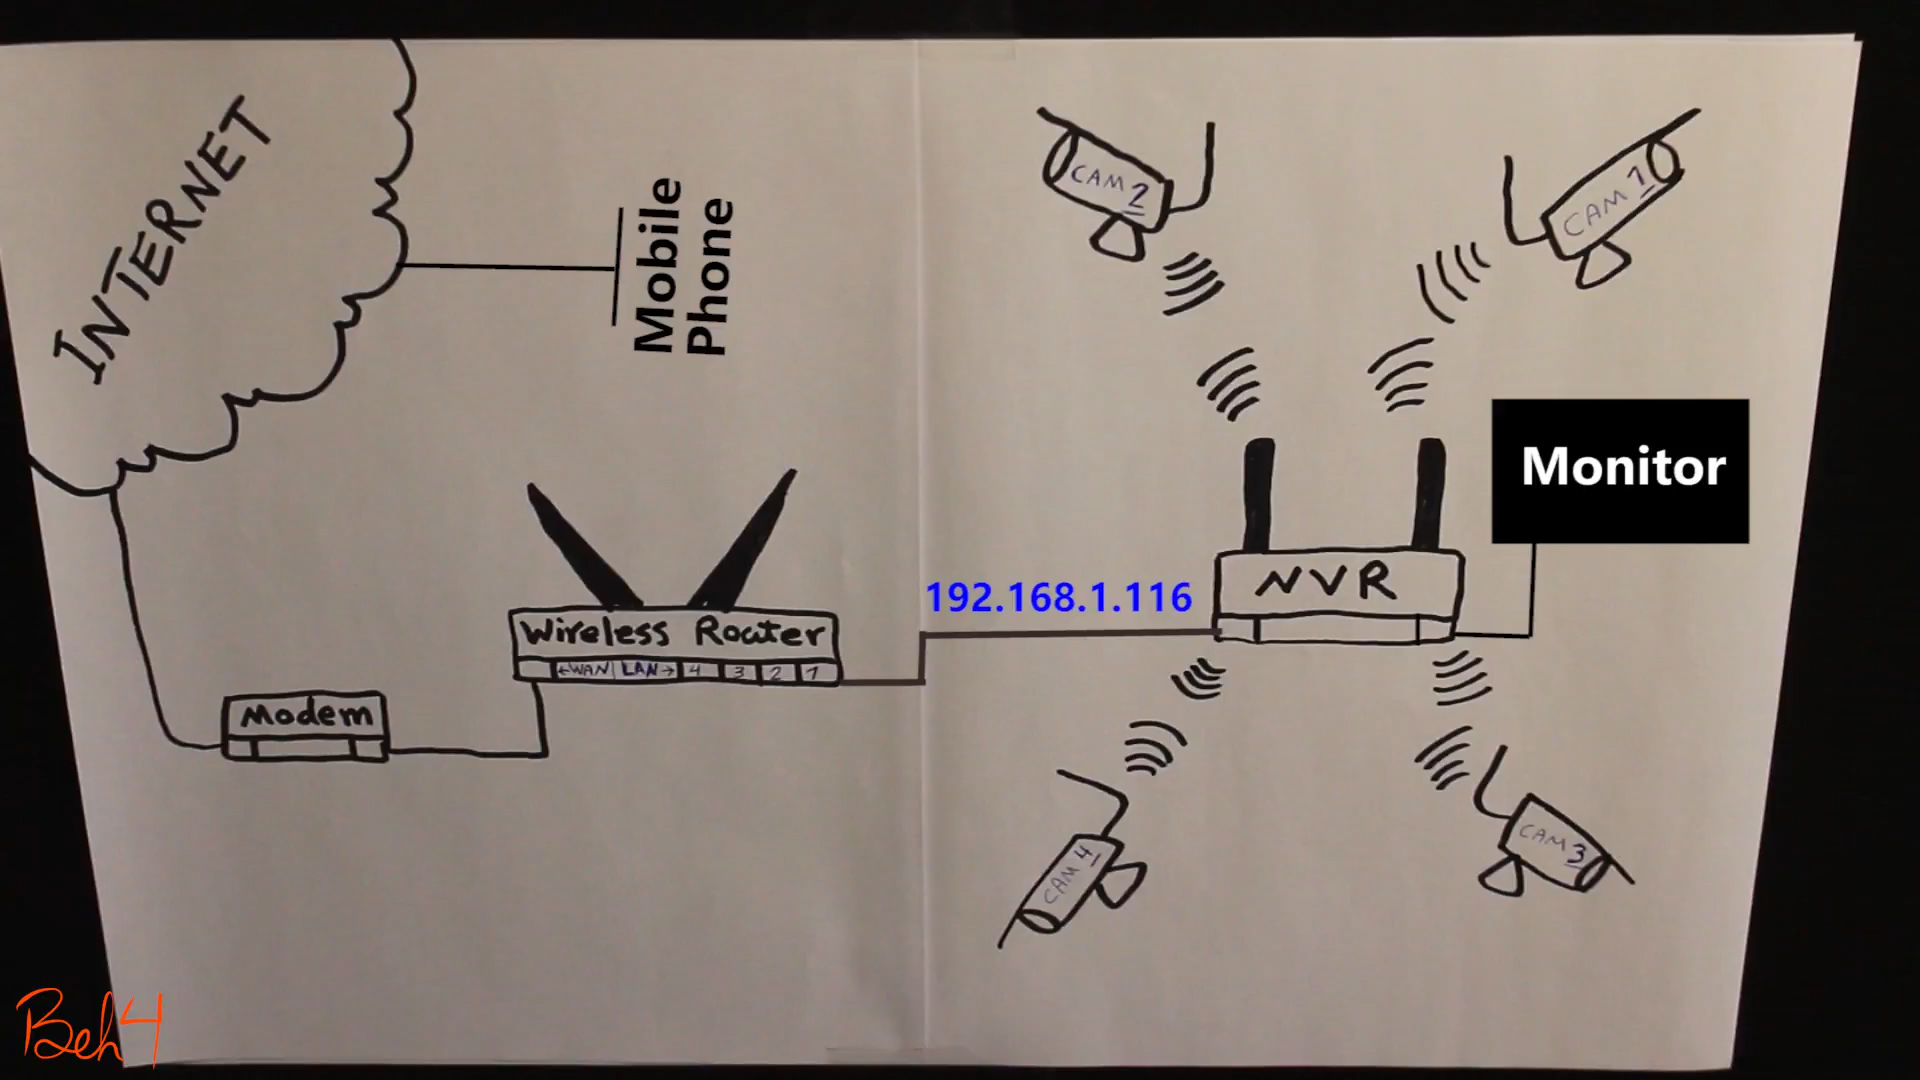 INTERNET
Mobile
Phone
CAM 2
CAM 1
Monitor
192.168.1.116
NVR
Wireless Router
←WAN LAN→ 4 3 2 1
Modem
CAM 4
CAM 3
Beh4